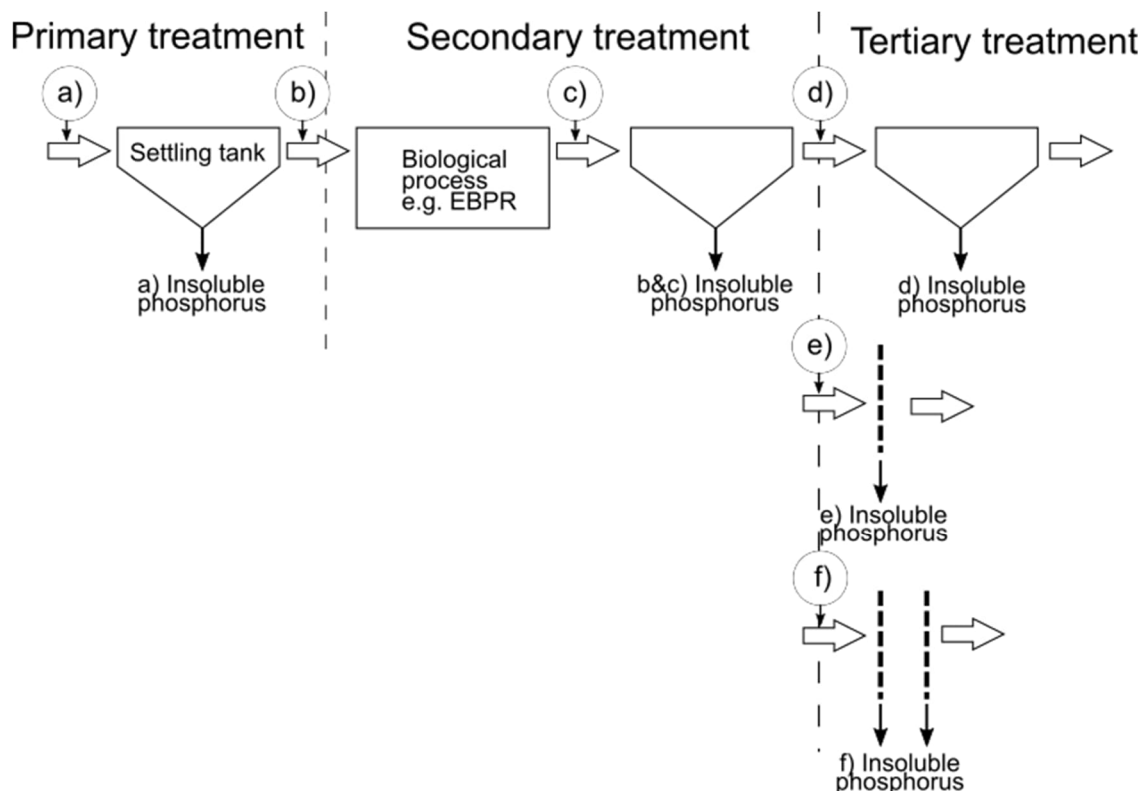 Primary treatment
Secondary treatment
Tertiary treatment
a)
b)
c)
d)
Settling tank
Biological
process
e.g. EBPR
a) Insoluble
phosphorus
b&c) Insoluble
phosphorus
d) Insoluble
phosphorus
e)
e) Insoluble
phosphorus
f)
f) Insoluble
phosphorus